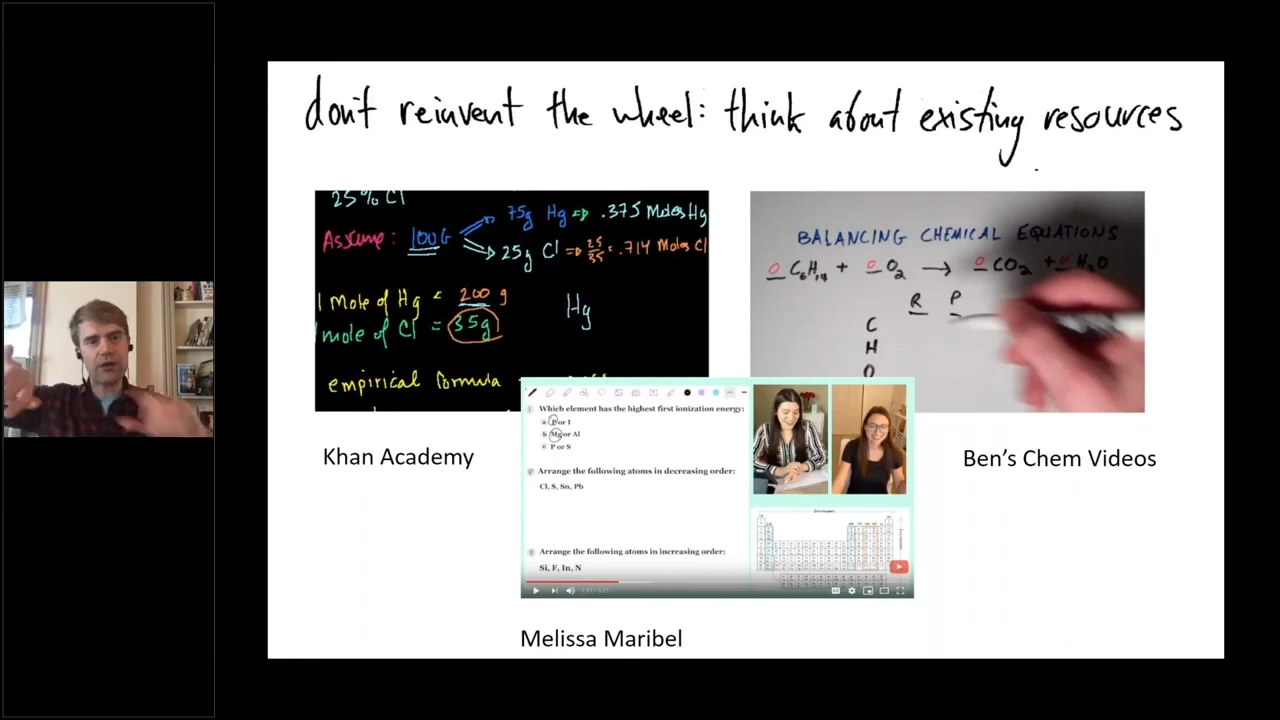 don't reinvent the wheel: think about existing resources
25% Cl
75g Hg ⇒ .375 Moles Hg
Assume: 100G
25g Cl ⇒ 25/35 = .714 Moles Cl
1 Mole of Hg = 200 g
Hg
1 mole of Cl = 35g
empirical formula
BALANCING CHEMICAL EQUATIONS
0 C6H14 + 0 O2 → 0 CO2 + 0 H2O
R P
C
H
O
Khan Academy
Ben's Chem Videos
Which element has the highest first ionization energy:
a P or I
b Mg or Al
c P or S
Arrange the following atoms in decreasing order:
Cl, S, Sn, Pb
Arrange the following atoms in increasing order:
Si, F, In, N
Melissa Maribel